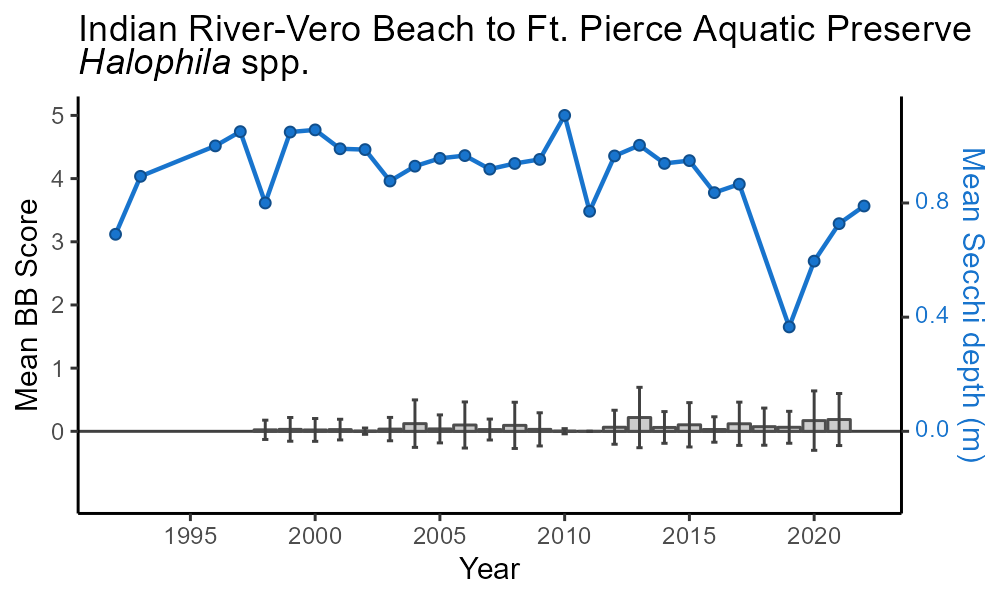 Indian River-Vero Beach to Ft. Pierce Aquatic Preserve
Halophila spp.
Mean BB Score
5
4
3
2
1
0
0.8
0.4
0.0
Mean Secchi depth (m)
1995 2000 2005 2010 2015 2020
Year